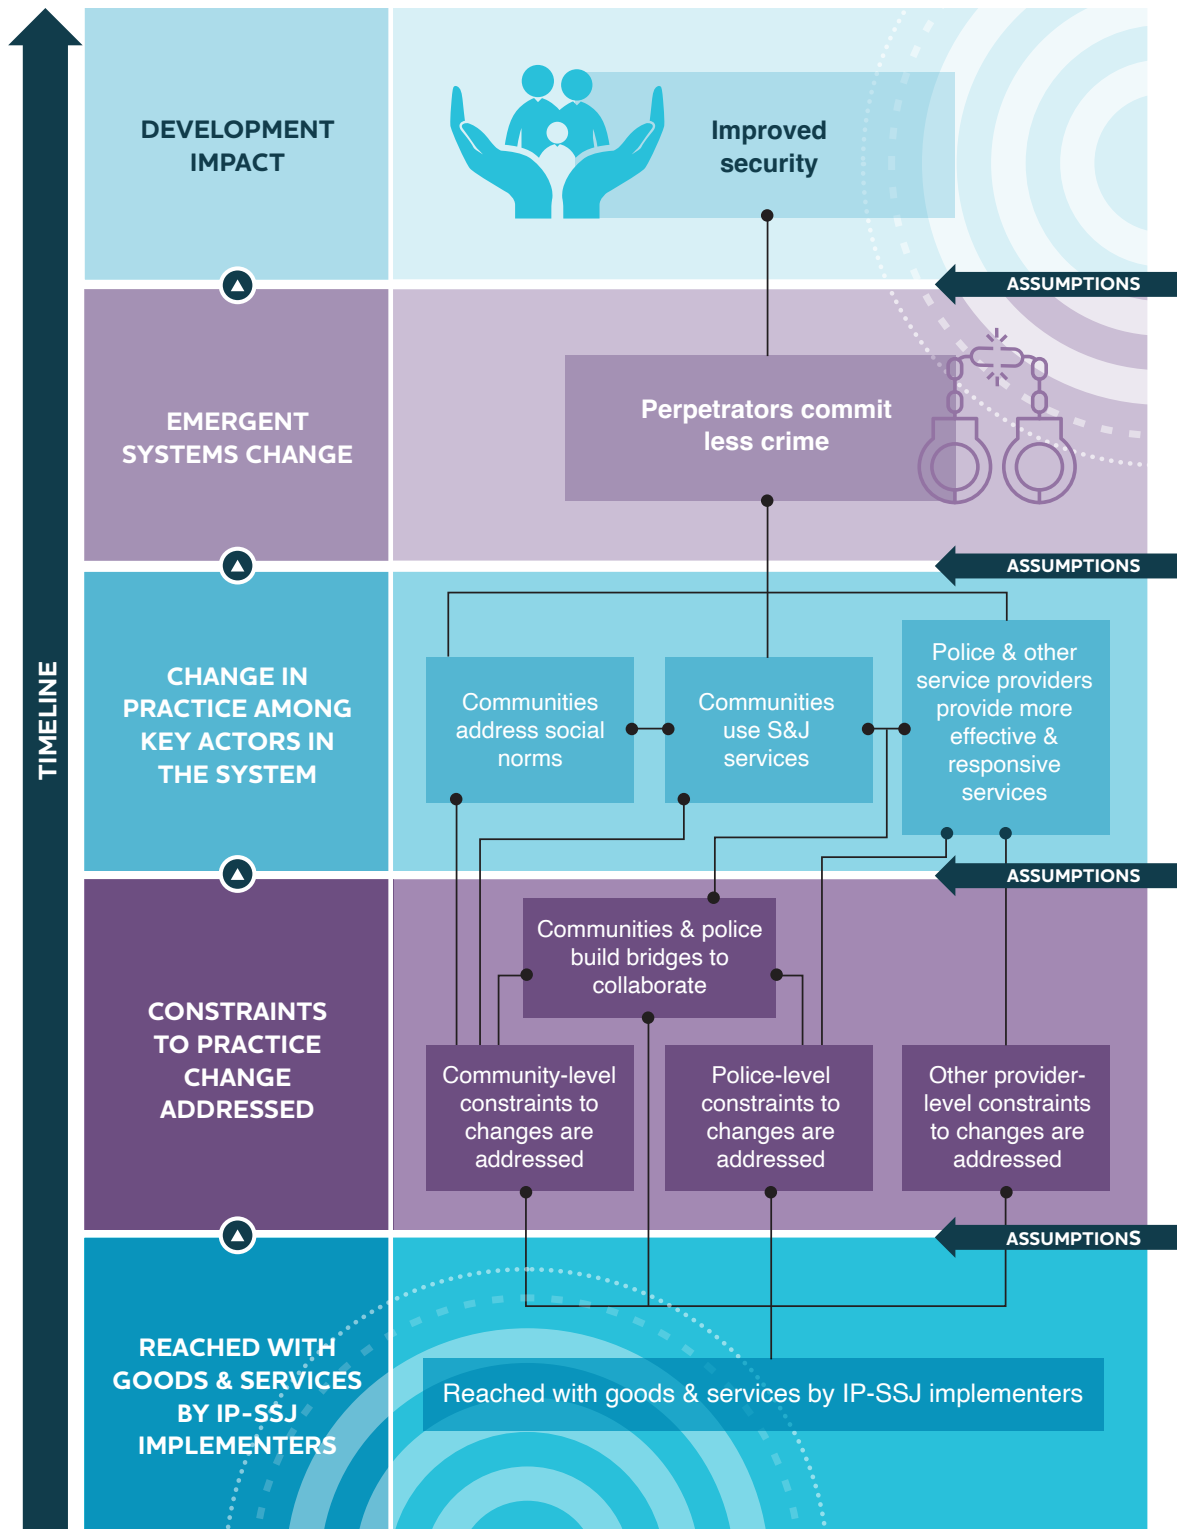 TIMELINE
DEVELOPMENT
IMPACT
Improved
security
ASSUMPTIONS
EMERGENT
SYSTEMS CHANGE
Perpetrators commit
less crime
ASSUMPTIONS
CHANGE IN
PRACTICE AMONG
KEY ACTORS IN
THE SYSTEM
Communities
address social
norms
Communities
use S&J
services
Police & other
service providers
provide more
effective &
responsive
services
ASSUMPTIONS
CONSTRAINTS
TO PRACTICE
CHANGE
ADDRESSED
Communities & police
build bridges to
collaborate
Community-level
constraints to
changes are
addressed
Police-level
constraints to
changes are
addressed
Other provider-
level constraints
to changes are
addressed
ASSUMPTIONS
REACHED WITH
GOODS & SERVICES
BY IP-SSJ
IMPLEMENTERS
Reached with goods & services by IP-SSJ implementers